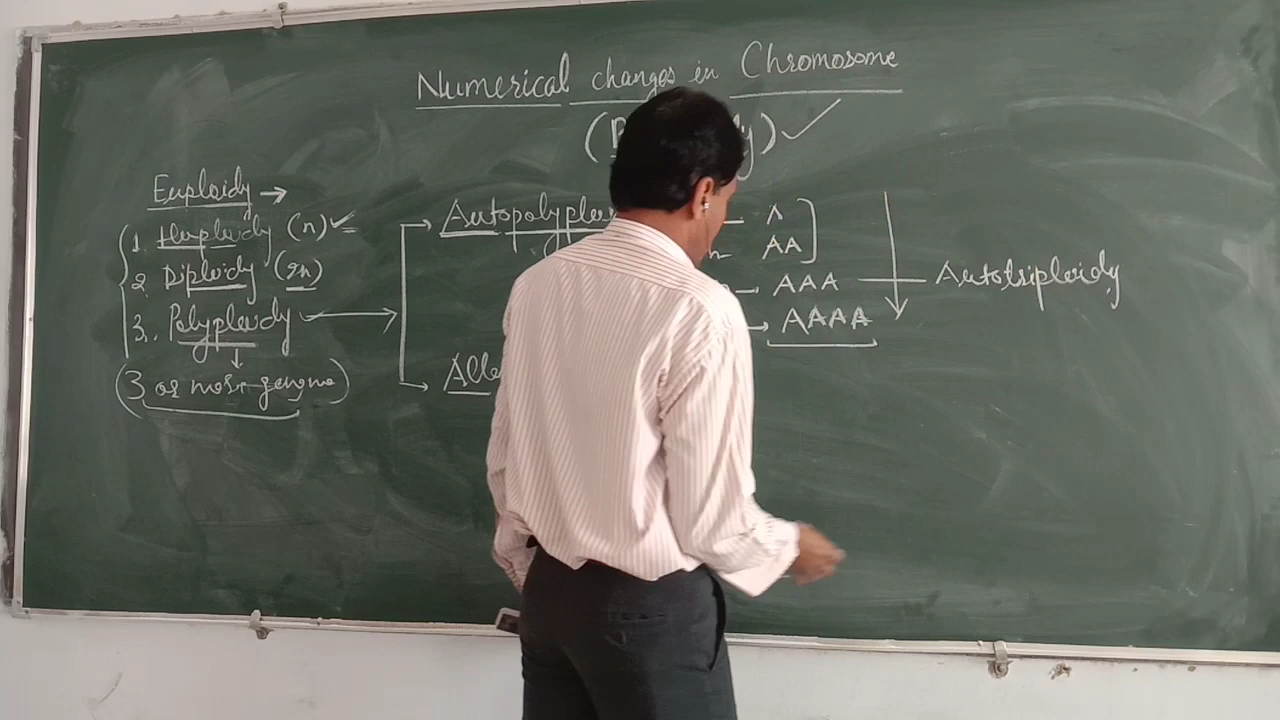 Numerical changes in Chromosome
Euploidy →
1. Haploidy (n) ✓
2. Diploidy (2n)
3. Polyploidy →
(3 or more genome)
A
AA
AAA — Autotriploidy
AAAA